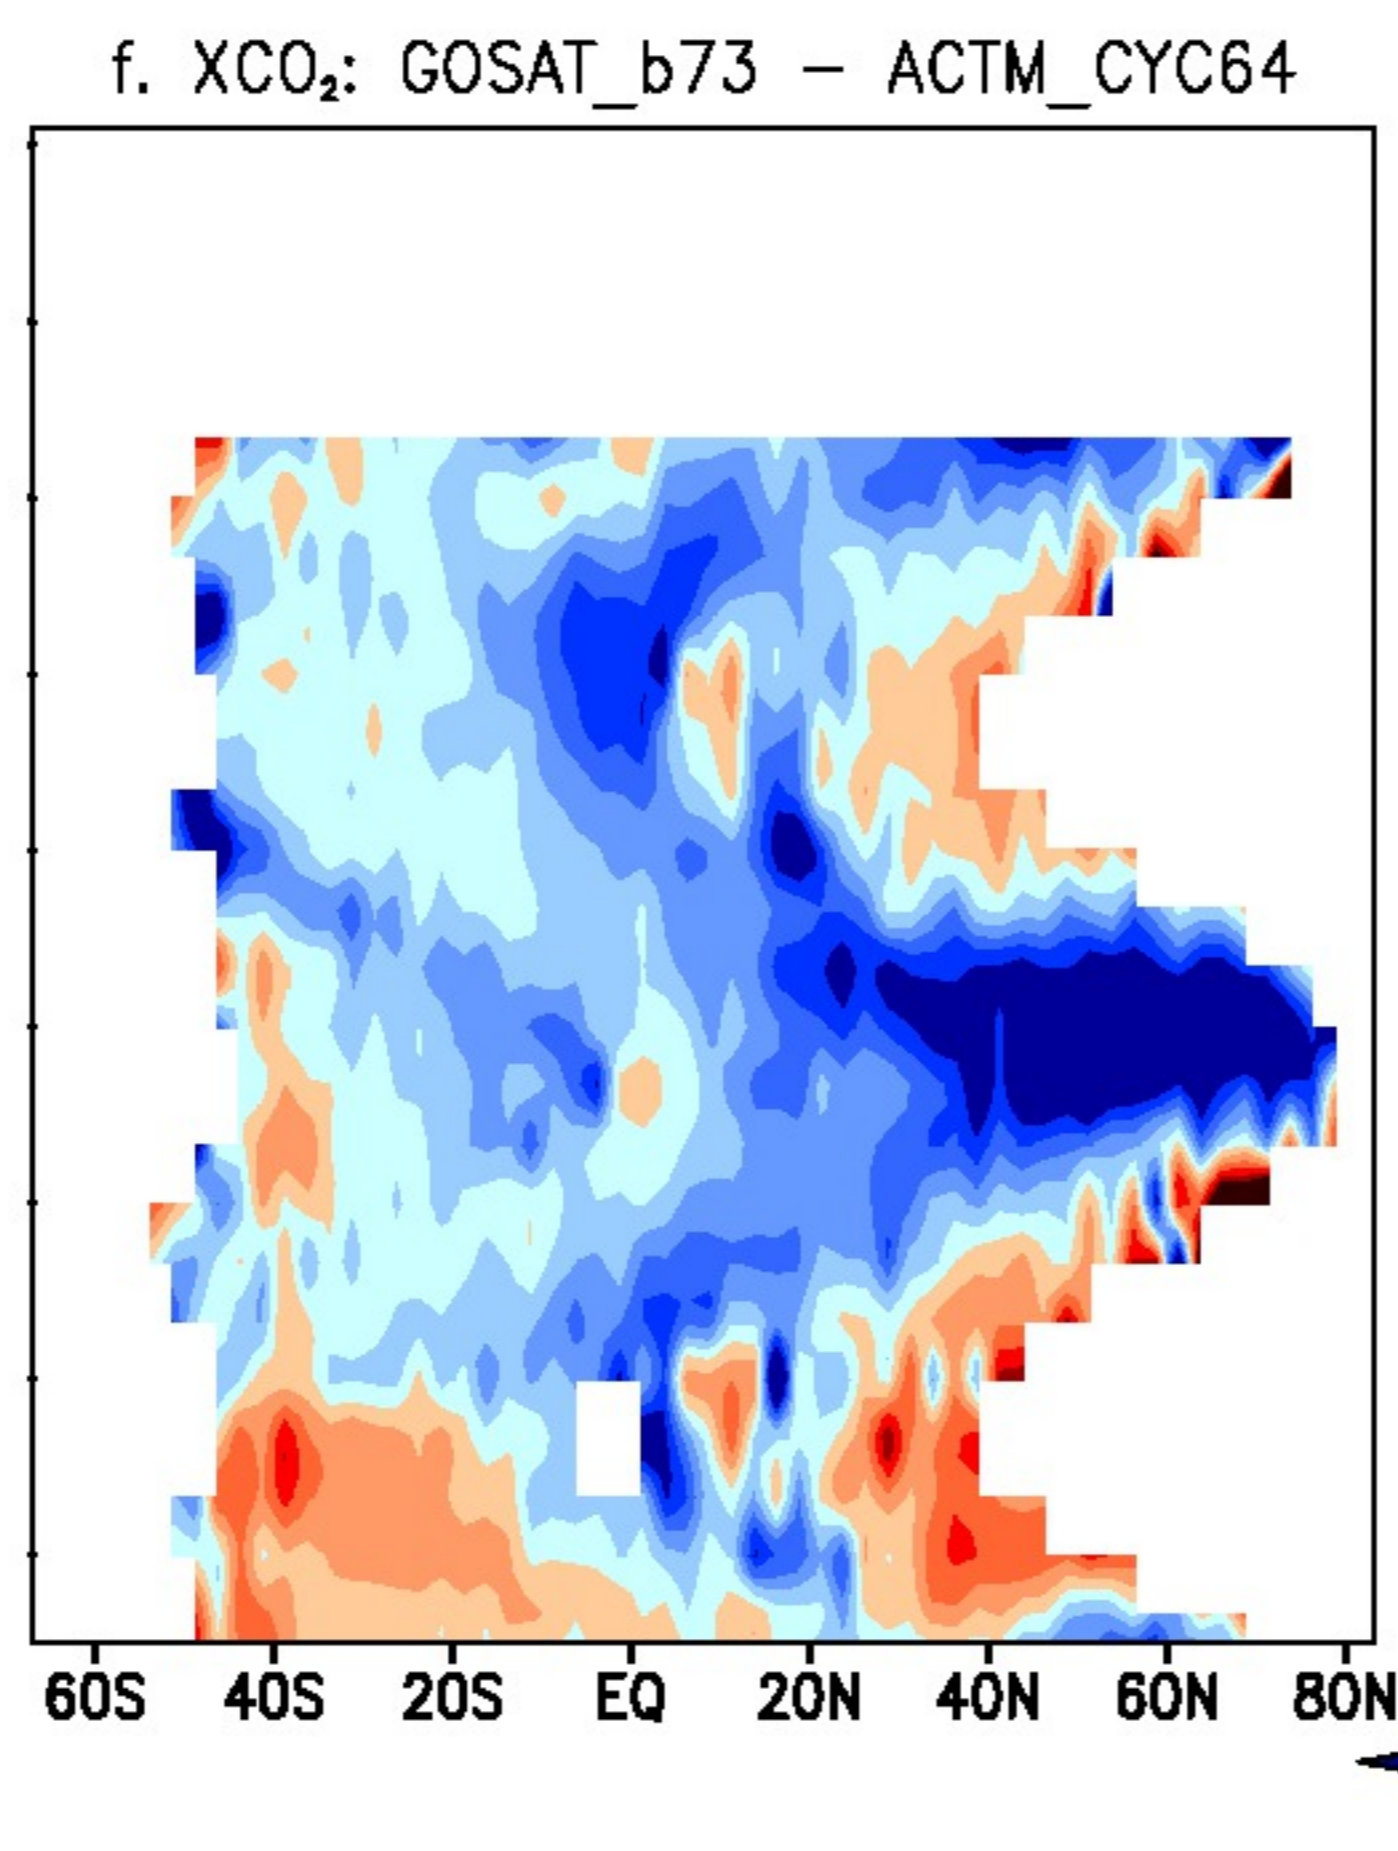 f. XCO₂: GOSAT_b73 – ACTM_CYC64
60S 40S 20S EQ 20N 40N 60N 80N